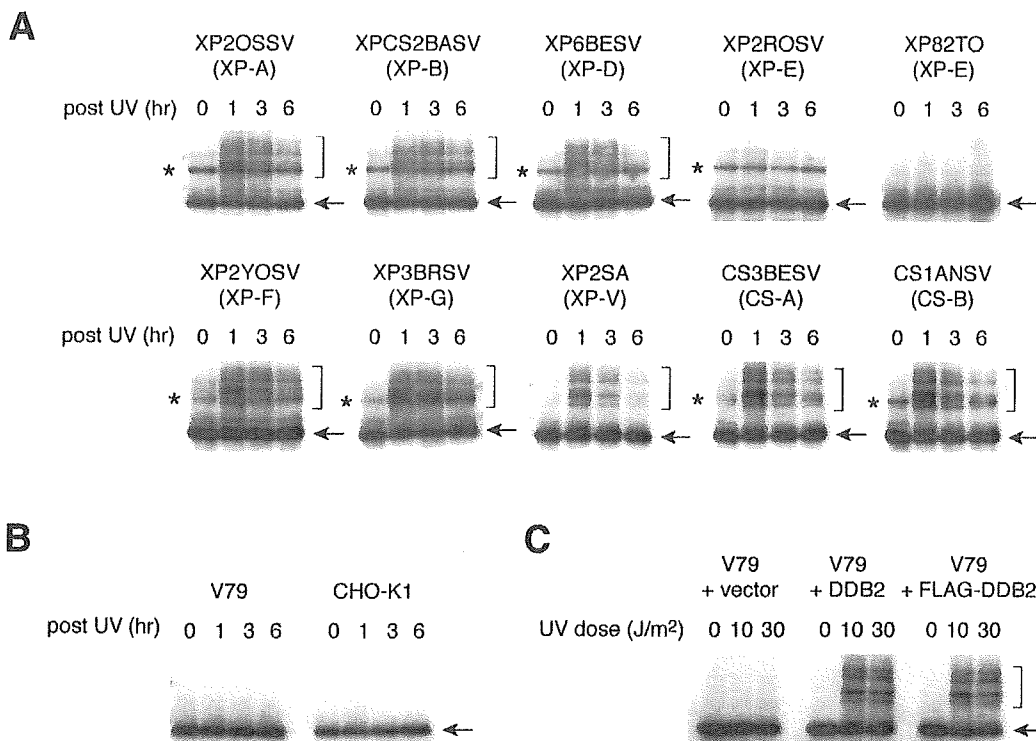 A
XP2OSSV XPCS2BASV XP6BESV XP2ROSV XP82TO
(XP-A) (XP-B) (XP-D) (XP-E) (XP-E)
post UV (hr) 0 1 3 6 0 1 3 6 0 1 3 6 0 1 3 6 0 1 3 6
* * * *
XP2YOSV XP3BRSV XP2SA CS3BESV CS1ANSV
(XP-F) (XP-G) (XP-V) (CS-A) (CS-B)
post UV (hr) 0 1 3 6 0 1 3 6 0 1 3 6 0 1 3 6 0 1 3 6
* * * *
B
V79 CHO-K1
post UV (hr) 0 1 3 6 0 1 3 6
C
V79 V79 V79
+ vector + DDB2 + FLAG-DDB2
UV dose (J/m²) 0 10 30 0 10 30 0 10 30